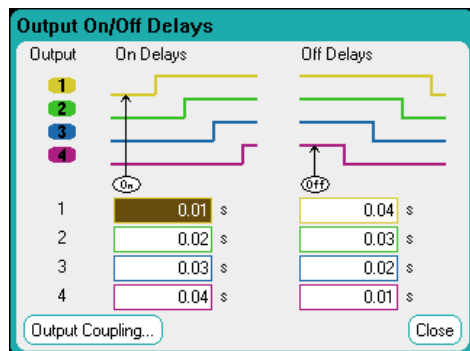 Output On/Off Delays
Output On Delays Off Delays
1
2
3
4
On Off
1 0.01 s 0.04 s
2 0.02 s 0.03 s
3 0.03 s 0.02 s
4 0.04 s 0.01 s
Output Coupling... Close